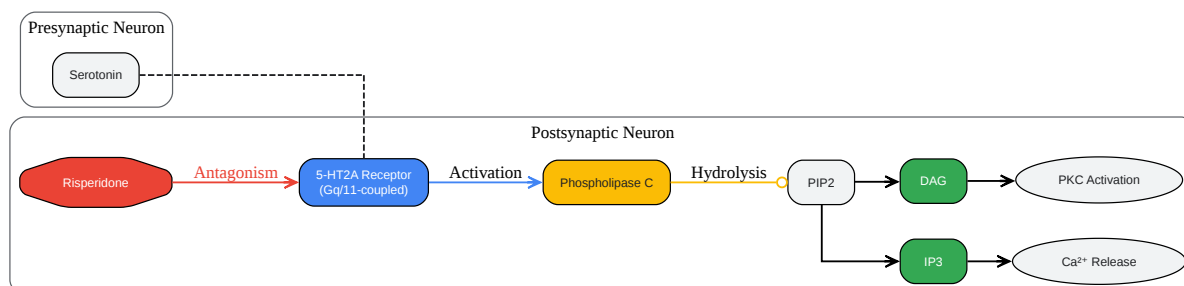 Presynaptic Neuron
Serotonin
Postsynaptic Neuron
Risperidone
Antagonism
5-HT2A Receptor
(Gq/11-coupled)
Activation
Phospholipase C
Hydrolysis
PIP2
DAG
PKC Activation
IP3
Ca²⁺ Release